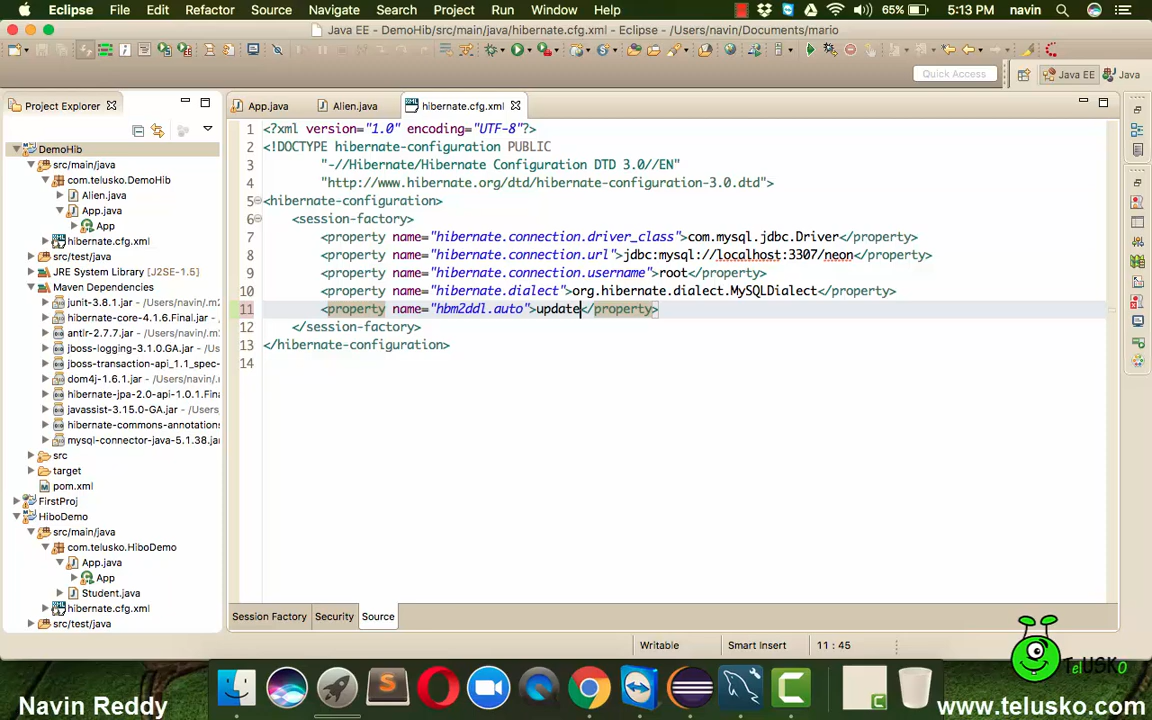 Eclipse File Edit Refactor Source Navigate Search Project Run Window Help 65% 5:13 PM navin
Java EE - DemoHib/src/main/java/hibernate.cfg.xml - Eclipse - /Users/navin/Documents/mario
Quick Access Java EE Java
Project Explorer
App.java Alien.java hibernate.cfg.xml
DemoHib
src/main/java
com.telusko.DemoHib
Alien.java
App.java
App
hibernate.cfg.xml
src/test/java
JRE System Library [J2SE-1.5]
Maven Dependencies
junit-3.8.1.jar - /Users/navin/.m
hibernate-core-4.1.6.Final.jar
antlr-2.7.7.jar - /Users/navin/.m
jboss-logging-3.1.0.GA.jar - /U
jboss-transaction-api_1.1_spec-
dom4j-1.6.1.jar - /Users/navin/
hibernate-jpa-2.0-api-1.0.1.Final
javassist-3.15.0-GA.jar - /Users/
hibernate-commons-annotations
mysql-connector-java-5.1.38.jar
src
target
pom.xml
FirstProj
HiboDemo
src/main/java
com.telusko.HiboDemo
App.java
App
Student.java
hibernate.cfg.xml
src/test/java
1 <?xml version="1.0" encoding="UTF-8"?>
2 <!DOCTYPE hibernate-configuration PUBLIC
3 "-//Hibernate/Hibernate Configuration DTD 3.0//EN"
4 "http://www.hibernate.org/dtd/hibernate-configuration-3.0.dtd">
5 <hibernate-configuration>
6 <session-factory>
7 <property name="hibernate.connection.driver_class">com.mysql.jdbc.Driver</property>
8 <property name="hibernate.connection.url">jdbc:mysql://localhost:3307/neon</property>
9 <property name="hibernate.connection.username">root</property>
10 <property name="hibernate.dialect">org.hibernate.dialect.MySQLDialect</property>
11 <property name="hbm2ddl.auto">update</property>
12 </session-factory>
13 </hibernate-configuration>
14
Session Factory Security Source
Writable Smart Insert 11 : 45
TelUSKO
Navin Reddy
www.telusko.com